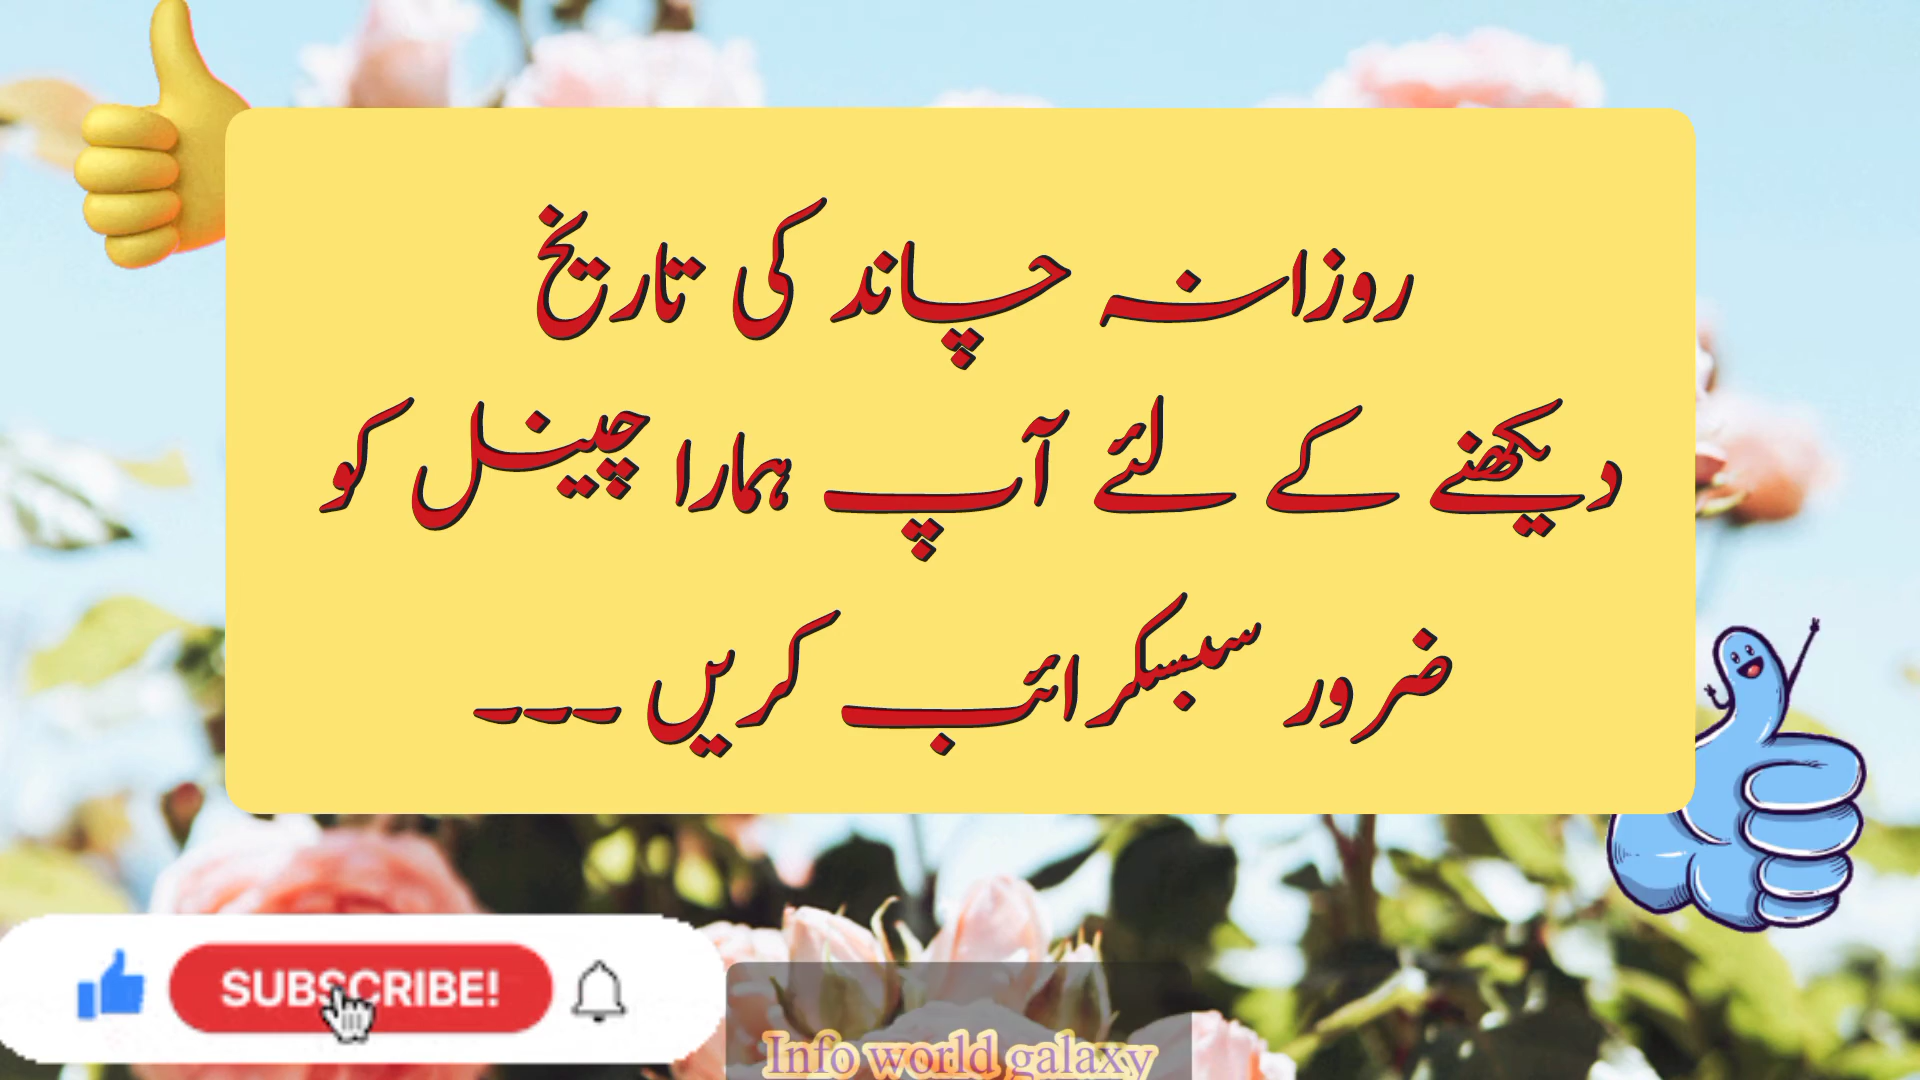 روزانہ چاند کی تاریخ
دیکھنے کے لئے آپ ہمارا چینل کو
ضرور سبسکرائب کریں ۔۔۔
SUBSCRIBE!
Info world galaxy